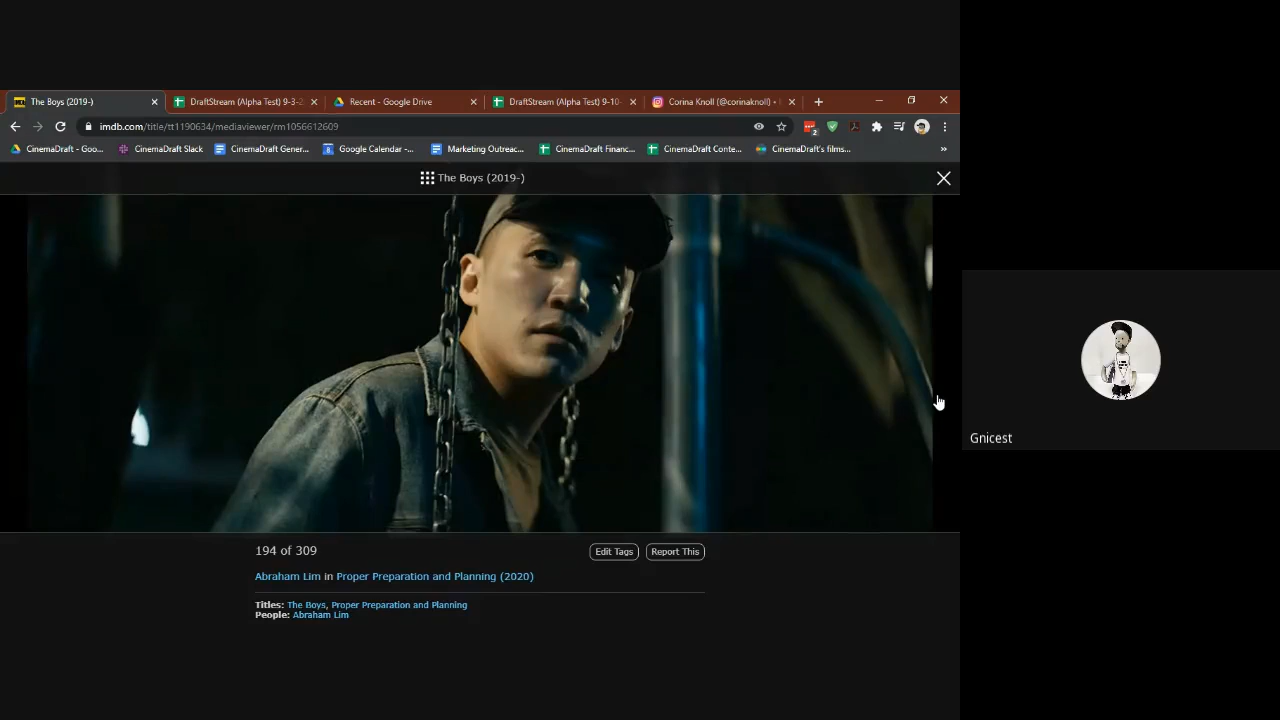 The Boys (2019-)
DraftStream (Alpha Test) 9-3-2
Recent - Google Drive
DraftStream (Alpha Test) 9-10-
Corina Knoll (@corinaknoll) •
imdb.com/title/tt1190634/mediaviewer/rm1056612609
2
CinemaDraft - Goo...
CinemaDraft Slack
CinemaDraft Gener...
Google Calendar -...
Marketing Outreac...
CinemaDraft Financ...
CinemaDraft Conte...
CinemaDraft's films...
»
The Boys (2019-)
194 of 309
Edit Tags
Report This
Abraham Lim in Proper Preparation and Planning (2020)
Titles: The Boys, Proper Preparation and Planning
People: Abraham Lim
Gnicest